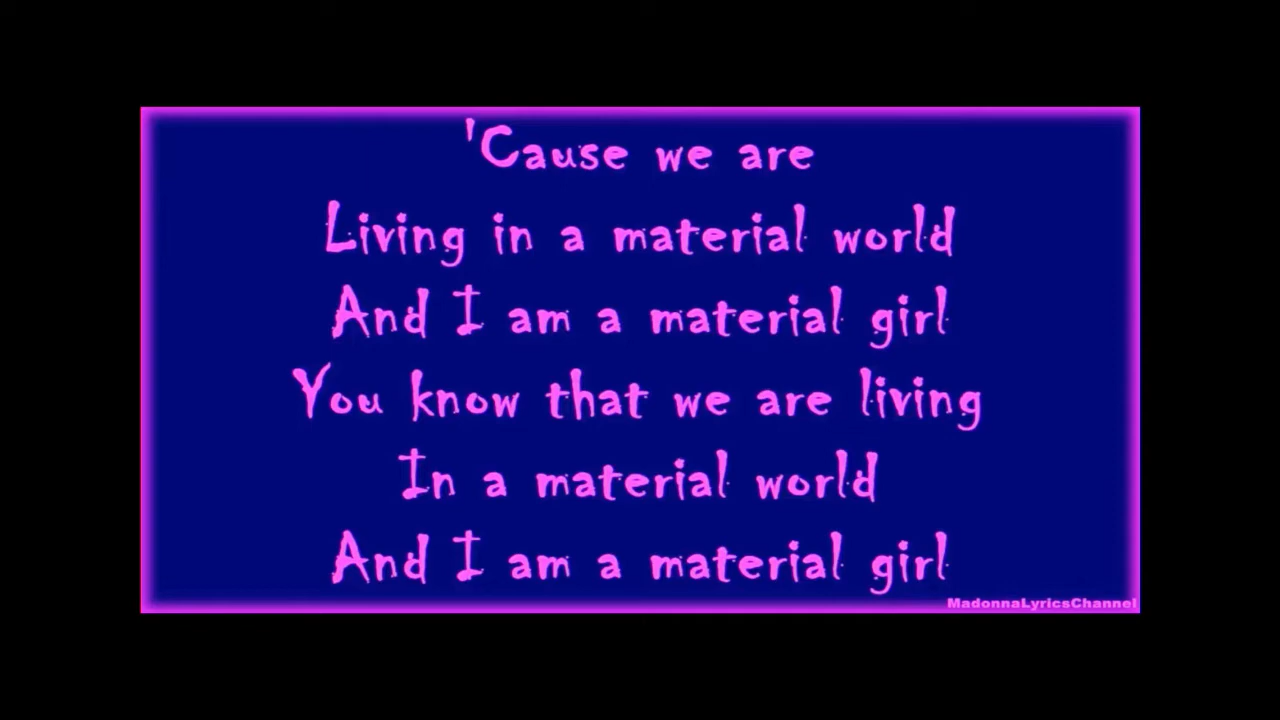 'Cause we are
Living in a material world
And I am a material girl
You know that we are living
In a material world
And I am a material girl
MadonnaLyricsChannel